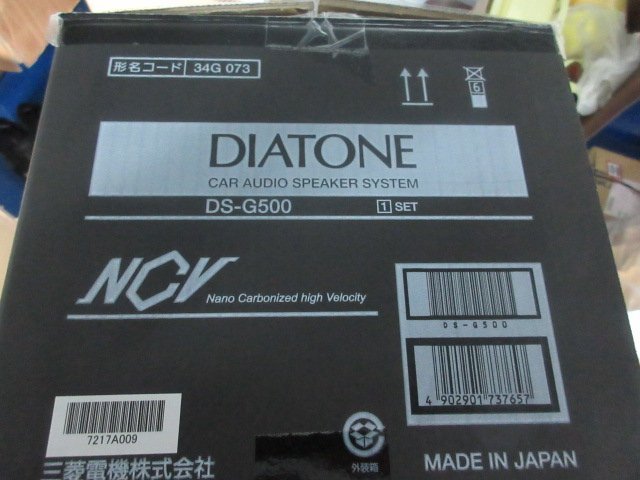 形名コード 34G 073
6
DIATONE
CAR AUDIO SPEAKER SYSTEM
DS-G500 1 SET
NCV Nano Carbonized high Velocity
DS-G500
4 902901 737657
7217A009
三菱電機株式会社
外装箱
MADE IN JAPAN